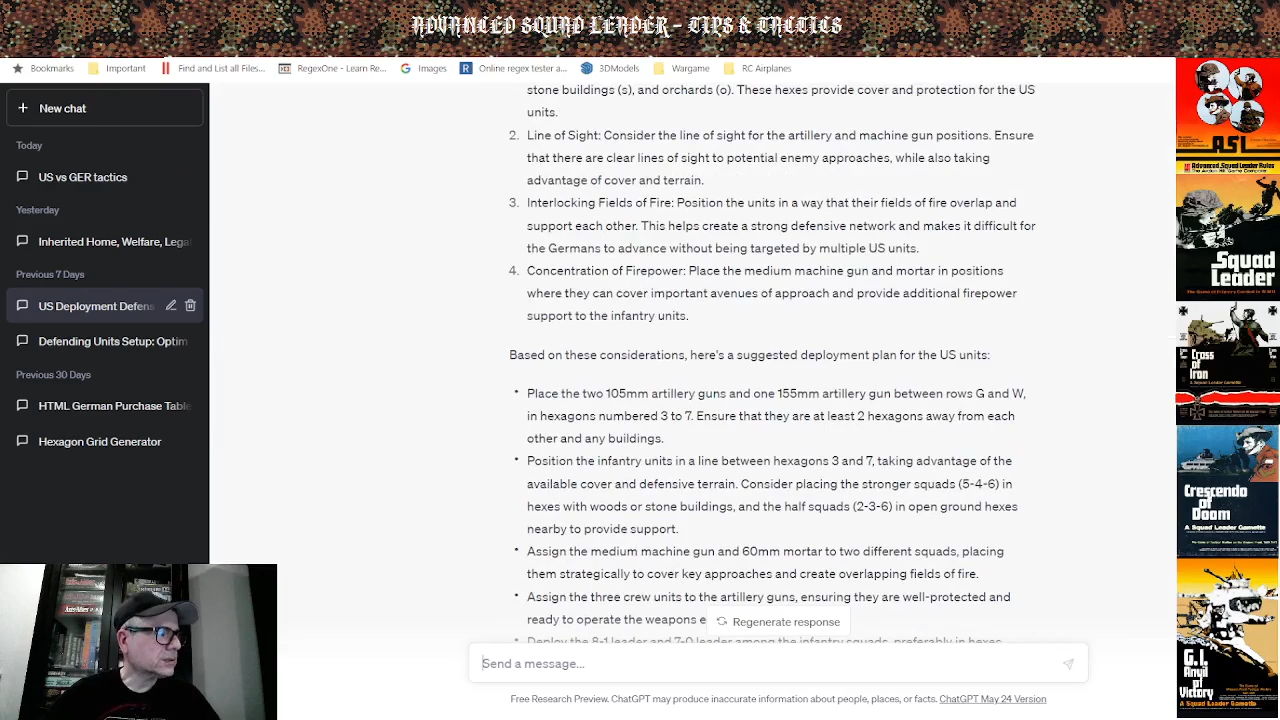 ADVANCED SQUAD LEADER - TIPS & TACTICS
Bookmarks Important Find and List all Files... RegexOne - Learn Re... Images Online regex tester a... 3DModels Wargame RC Airplanes
New chat
Today
US vs GER tactics
Yesterday
Indentured Income, Welfare, Legal
Previous 7 Days
US Deployment Defens
Defending Units Setup: Optim
Previous 30 Days
HTML Form: Purchase Table
Hexagon Terrain Generator
stone buildings (s), and orchards (o). These hexes provide cover and protection for the US
units.
2. Line of Sight: Consider the line of sight for the artillery and machine gun positions. Ensure
that there are clear lines of sight to potential enemy approaches, while also taking
advantage of cover and terrain.
3. Interlocking Fields of Fire: Position the units in a way that their fields of fire overlap and
support each other. This helps create a strong defensive network and makes it difficult for
the Germans to advance without being targeted by multiple US units.
4. Concentration of Firepower: Place the medium machine gun and mortar in positions
where they can cover important avenues of approach and provide additional firepower
support to the infantry units.
Based on these considerations, here's a suggested deployment plan for the US units:
• Place the two 105mm artillery guns and one 155mm artillery gun between rows G and W,
in hexagons numbered 3 to 7. Ensure that they are at least 2 hexagons away from each
other and any buildings.
• Position the infantry units in a line between hexagons 3 and 7, taking advantage of the
available cover and defensive terrain. Consider placing the stronger squads (5-4-6) in
hexes with woods or stone buildings, and the half squads (2-3-6) in open ground hexes
nearby to provide support.
• Assign the medium machine gun and 60mm mortar to two different squads, placing
them strategically to cover key approaches and create overlapping fields of fire.
• Assign the three crew units to the artillery guns, ensuring they are well-protected and
ready to operate the weapons e
• Deploy the 8-1 leader and 7-0 leader among the infantry squads, preferably in hexes
Regenerate response
Send a message...
Free Research Preview. ChatGPT may produce inaccurate information about people, places, or facts. ChatGPT May 24 Version
ASL
Advanced Squad Leader Rules
The Avalon Hill Game Company
Squad
Leader
The Game of Infantry Combat in WWII
Cross
of
Iron
A Squad Leader Gamette
Crescendo
of
Doom
A Squad Leader Gamette
G.I.
Anvil
of
Victory
A Squad Leader Gamette